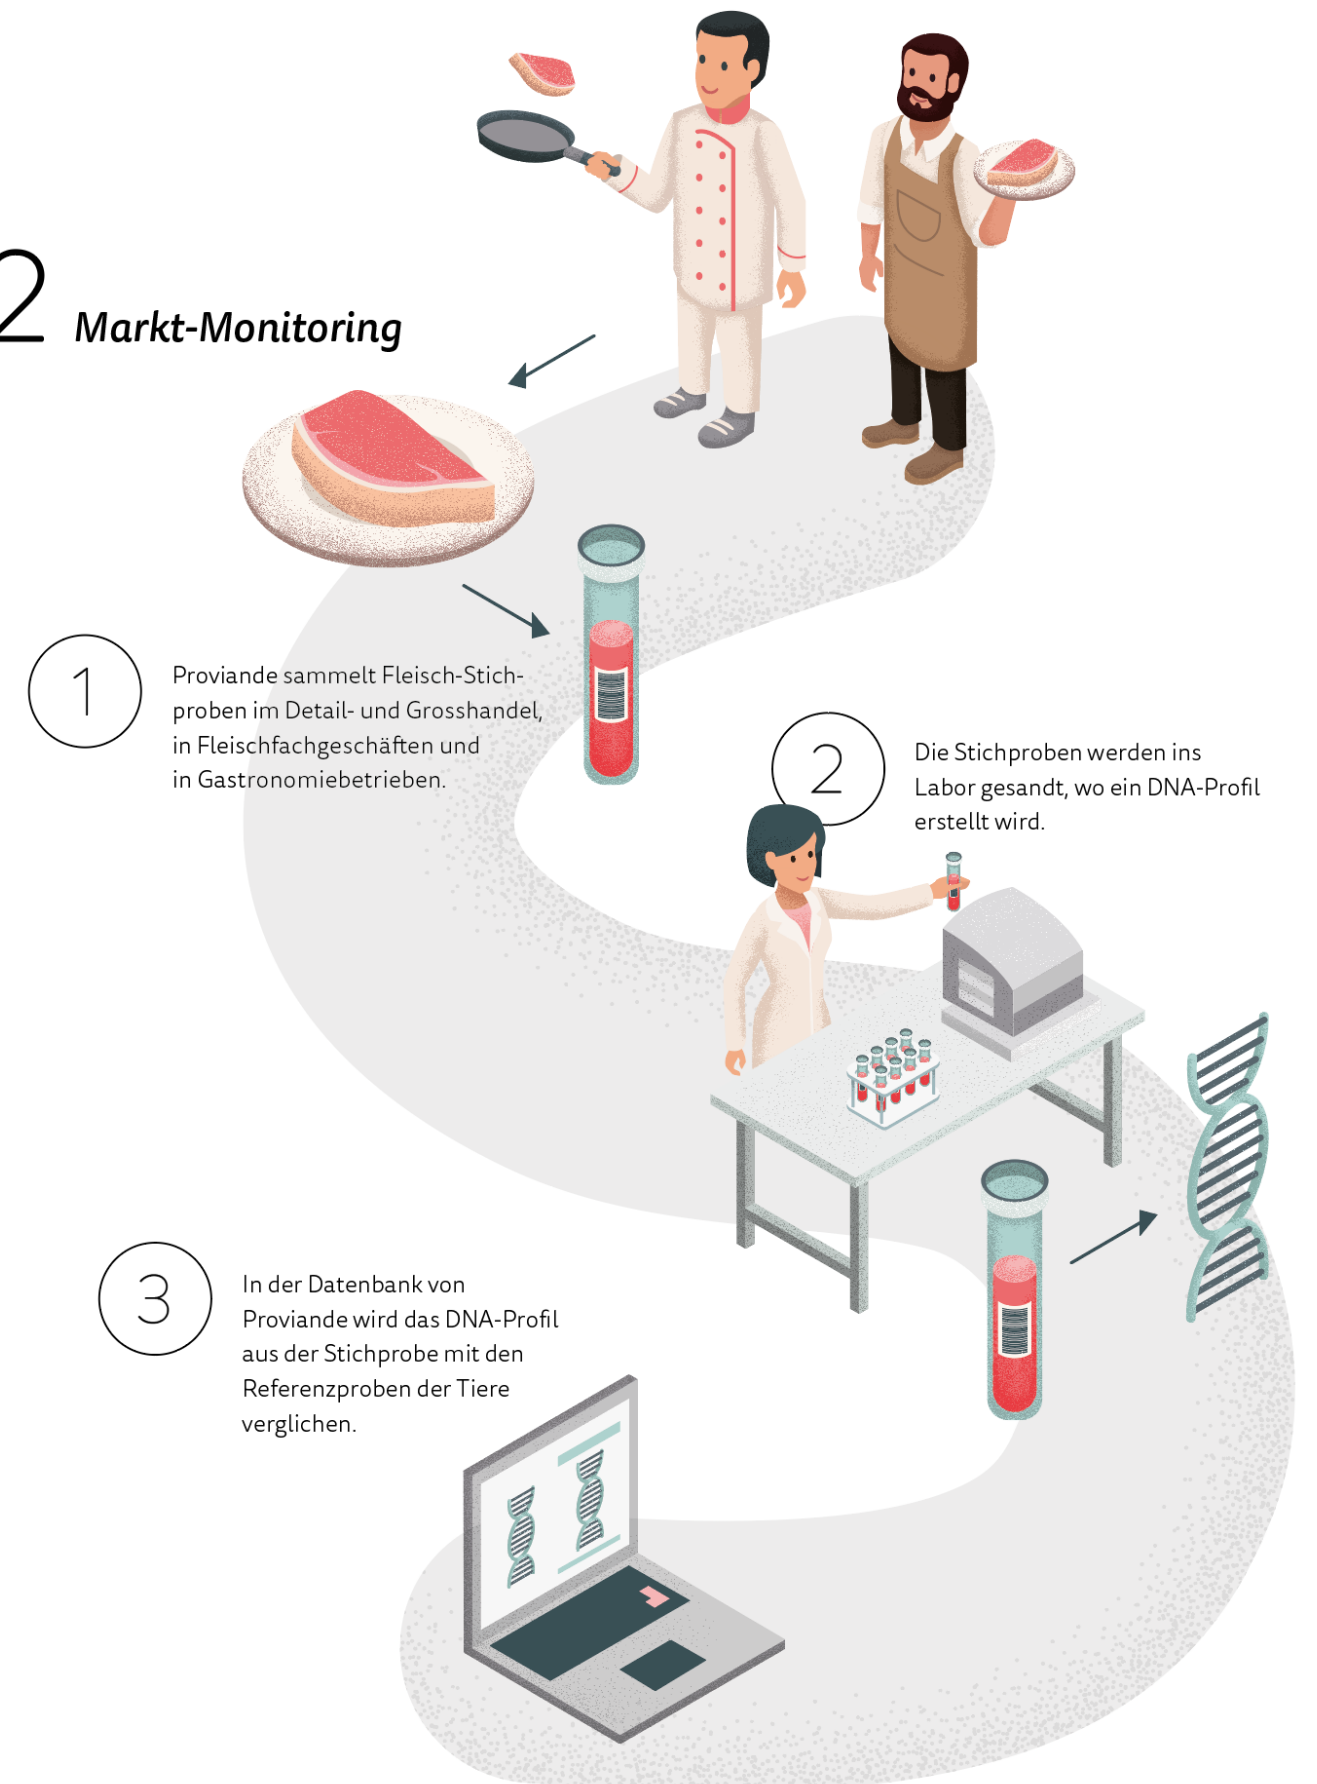 2 Markt-Monitoring
1
Proviande sammelt Fleisch-Stich-
proben im Detail- und Grosshandel,
in Fleischfachgeschäften und
in Gastronomiebetrieben.
2
Die Stichproben werden ins
Labor gesandt, wo ein DNA-Profil
erstellt wird.
3
In der Datenbank von
Proviande wird das DNA-Profil
aus der Stichprobe mit den
Referenzproben der Tiere
verglichen.